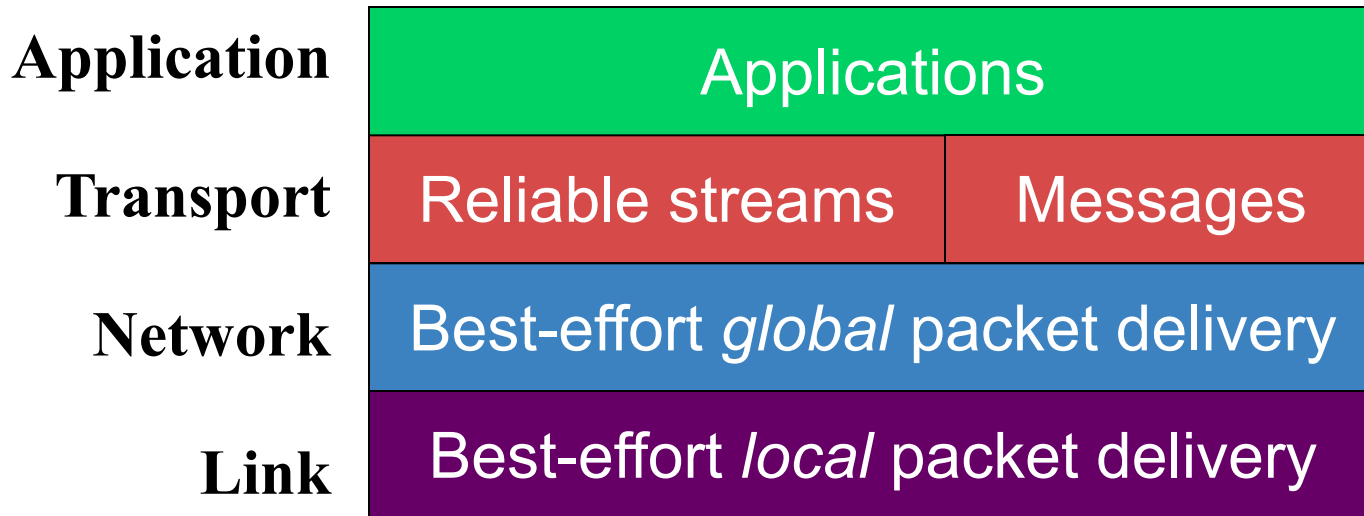 Application
Applications
Transport
Reliable streams
Messages
Network
Best-effort global packet delivery
Link
Best-effort local packet delivery